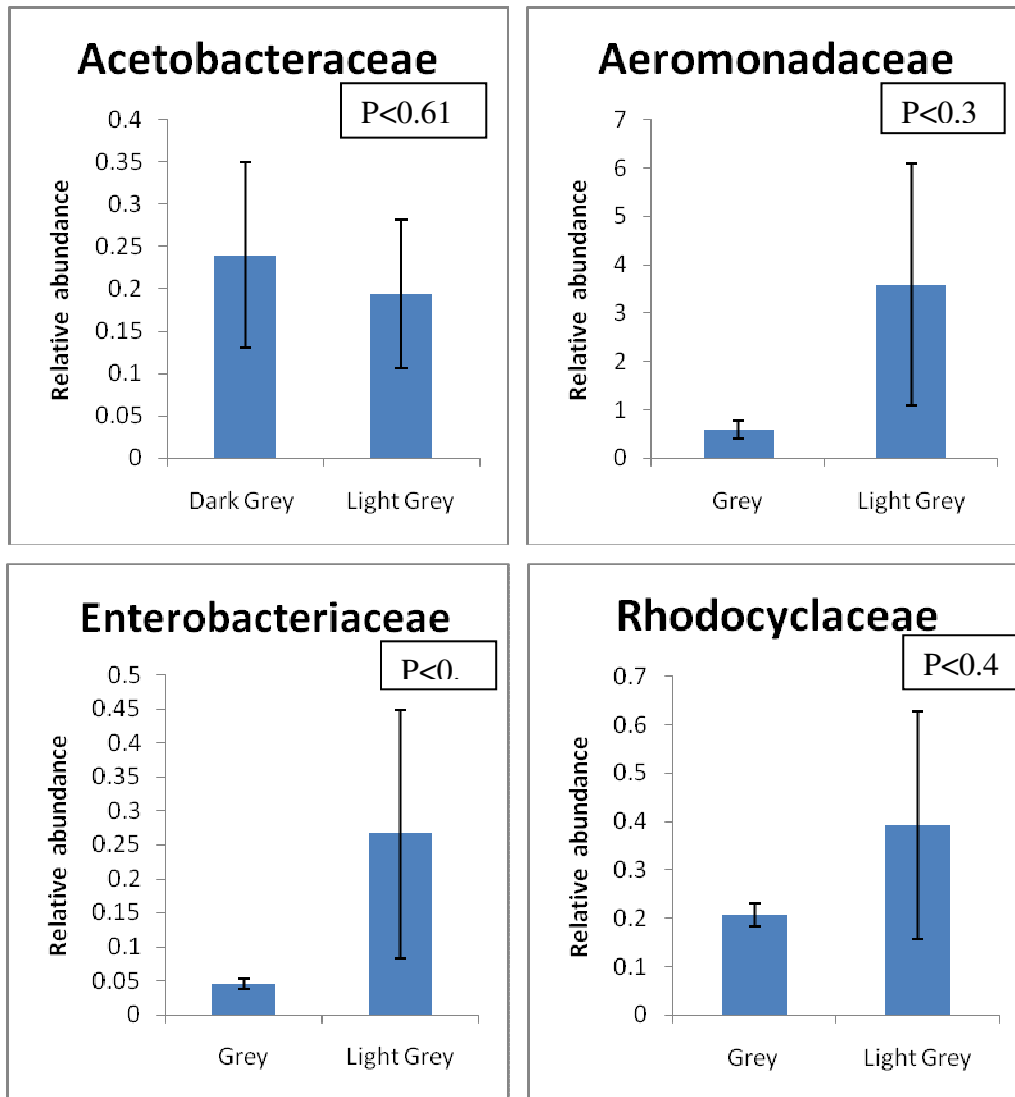 Acetobacteraceae
P<0.61
Relative abundance
0.4
0.35
0.3
0.25
0.2
0.15
0.1
0.05
0
Dark Grey Light Grey
Aeromonadaceae
P<0.3
Relative abundance
7
6
5
4
3
2
1
0
Grey Light Grey
Enterobacteriaceae
P<0.
Relative abundance
0.5
0.45
0.4
0.35
0.3
0.25
0.2
0.15
0.1
0.05
0
Grey Light Grey
Rhodocyclaceae
P<0.4
Relative abundance
0.7
0.6
0.5
0.4
0.3
0.2
0.1
0
Grey Light Grey